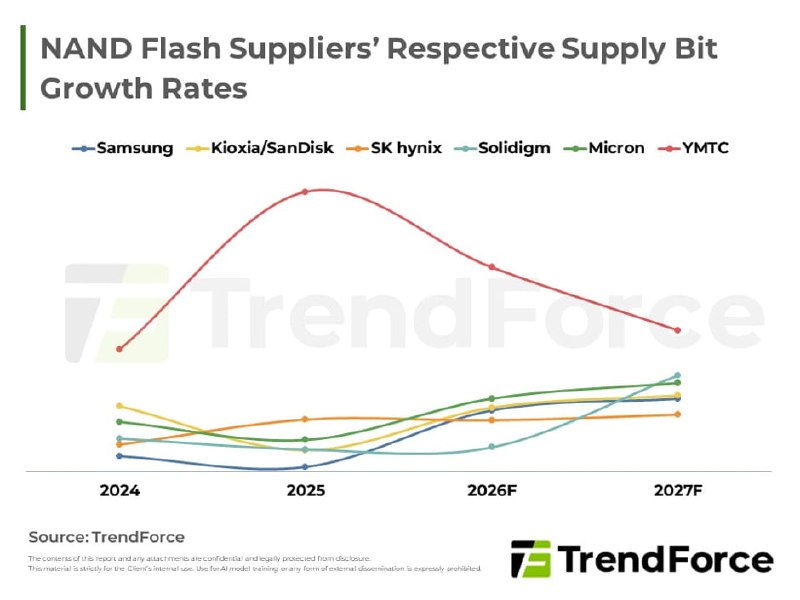 NAND Flash Suppliers’ Respective Supply Bit
Growth Rates
Samsung Kioxia/SanDisk SK hynix Solidigm Micron YMTC
TrendForce
2024 2025 2026F 2027F
Source: TrendForce
The contents of this report and any attachments are confidential and legally protected from disclosure.
This material is strictly for the Client's internal use. Use for AI model training or any form of external dissemination is expressly prohibited.
TrendForce